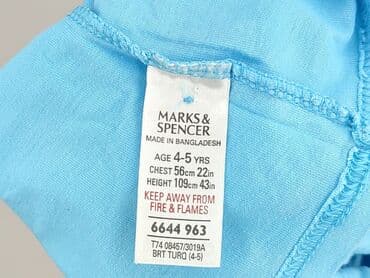 MARKS &
SPENCER
MADE IN BANGLADESH
AGE 4-5 YRS
CHEST 56cm 22in
HEIGHT 109cm 43in
KEEP AWAY FROM
FIRE & FLAMES
6644 963
T74 08457/3019A
BRT TURQ (4-5)